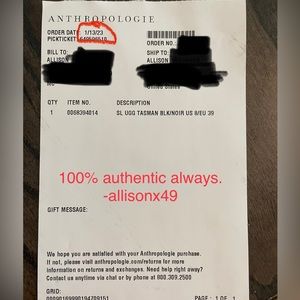 ANTHROPOLOGIE
ORDER DATE: 1/13/23
ORDER NO.:
PICKTICKET:
BILL TO:
SHIP TO:
ALLISON
ALLISON
United States
QTY ITEM NO. DESCRIPTION
1 0068394014 SL UGG TASMAN BLK/NOIR US 8/EU 39
100% authentic always.
-allisonx49
GIFT MESSAGE:
We hope you are satisfied with your Anthropologie purchase.
If not, please visit anthropologie.com/returns for more
information on returns and exchanges. Need help right away?
Contact us anytime via chat or by phone at 800.309.2500
GRID:
PAGE : 1 OF 1